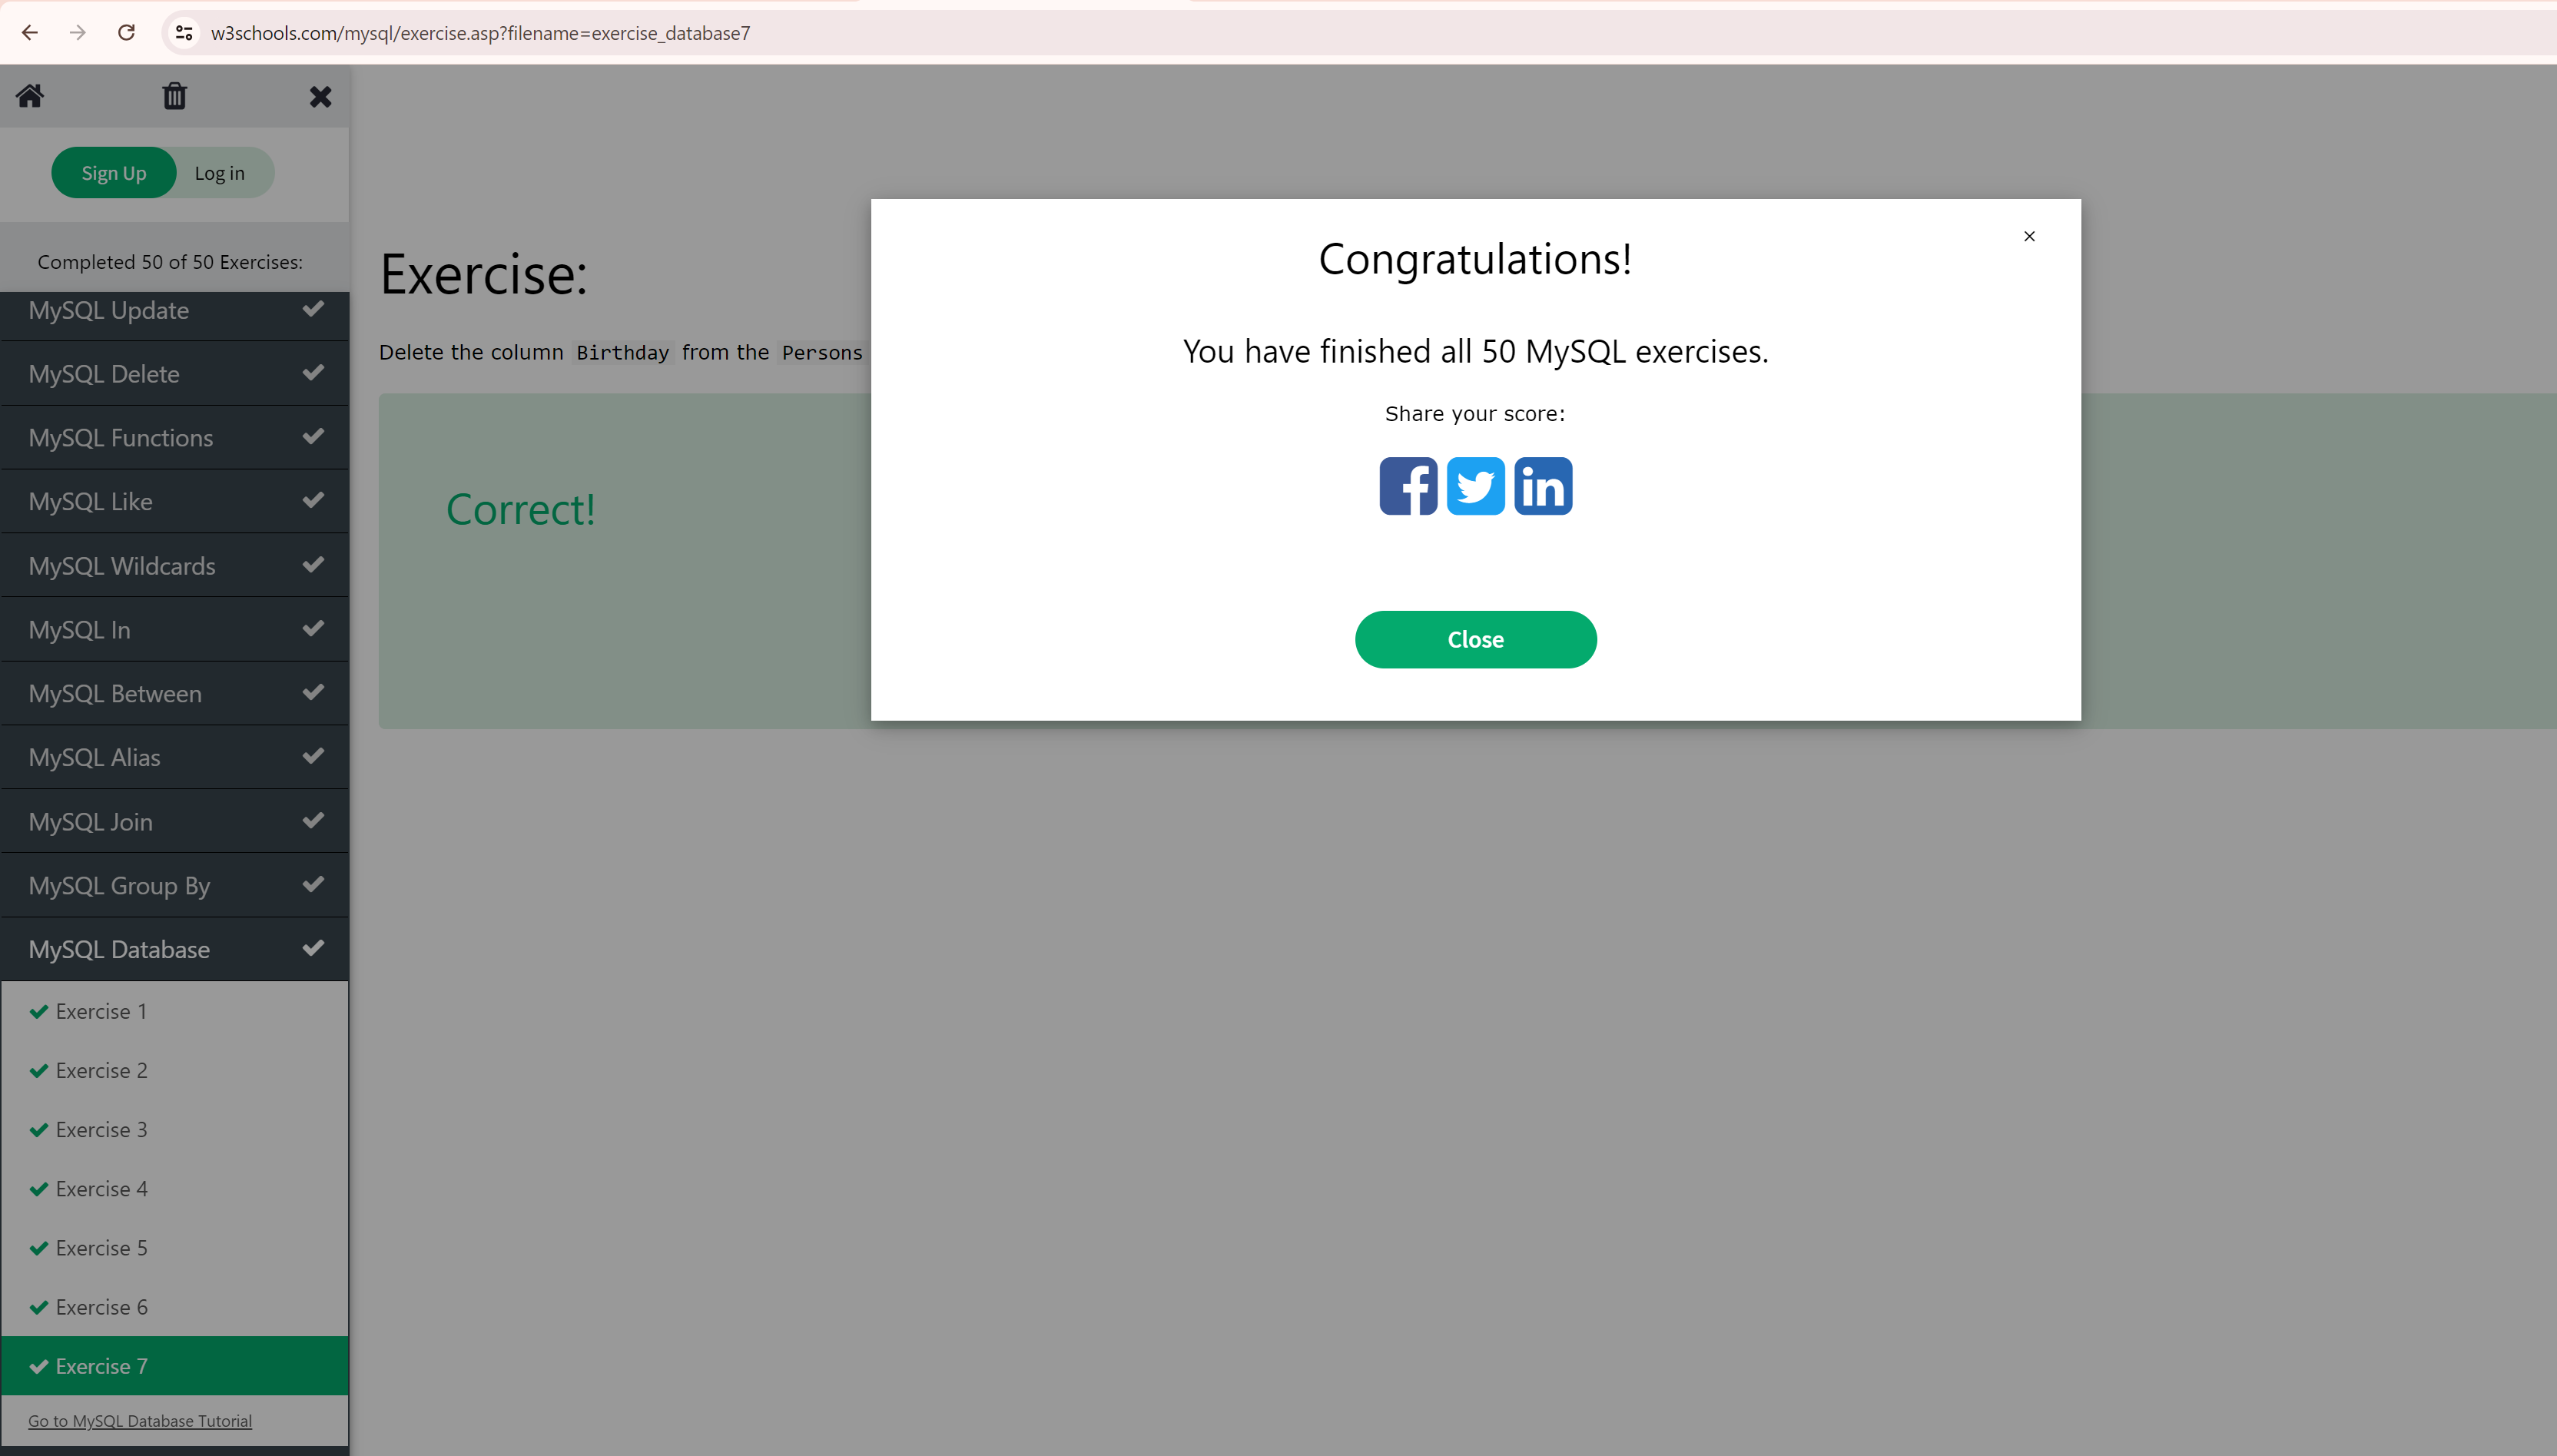 w3schools.com/mysql/exercise.asp?filename=exercise_database7
Sign Up
Log in
Completed 50 of 50 Exercises:
MySQL Update
MySQL Delete
MySQL Functions
MySQL Like
MySQL Wildcards
MySQL In
MySQL Between
MySQL Alias
MySQL Join
MySQL Group By
MySQL Database
Exercise 1
Exercise 2
Exercise 3
Exercise 4
Exercise 5
Exercise 6
Exercise 7
Go to MySQL Database Tutorial
Exercise:
Delete the column Birthday from the Persons
Correct!
Congratulations!
You have finished all 50 MySQL exercises.
Share your score:
Close